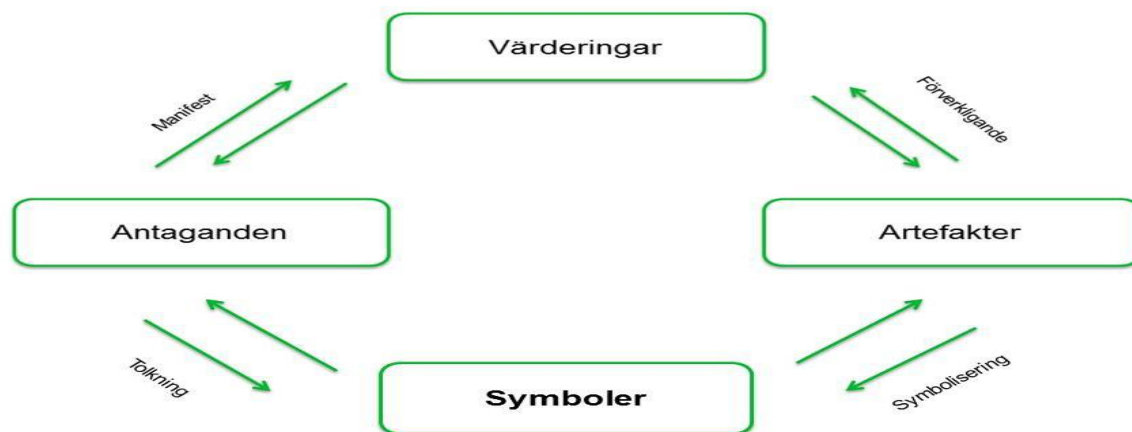 Värderingar
Manifest
Förverkligande
Antaganden
Artefakter
Tolkning
Symboler
Symbolisering